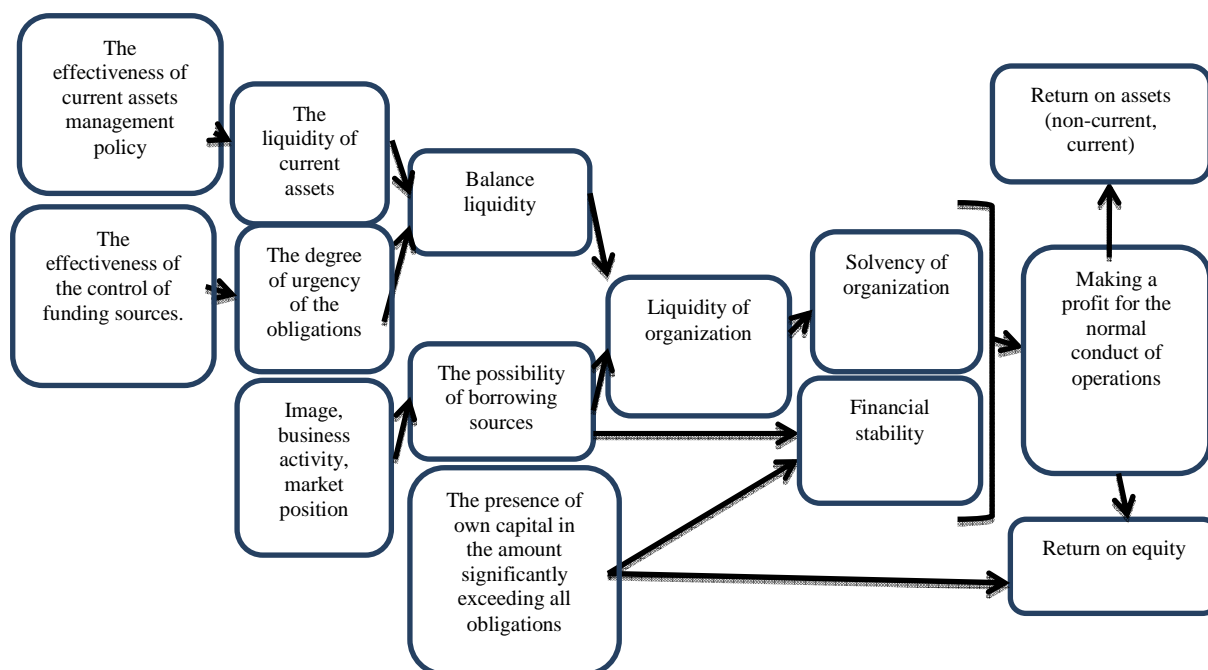 The
effectiveness of
current assets
management
policy
The
liquidity of
current
assets
Balance
liquidity
Return on assets
(non-current,
current)
The
effectiveness of
the control of
funding sources.
The degree of
urgency
of the
obligations
Liquidity of
organization
Solvency of
organization
Making a
profit for the
normal
conduct of
operations
Image,
business
activity,
market
position
The possibility
of borrowing
sources
Financial
stability
The presence of
own capital in
the amount
significantly
exceeding all
obligations
Return on equity